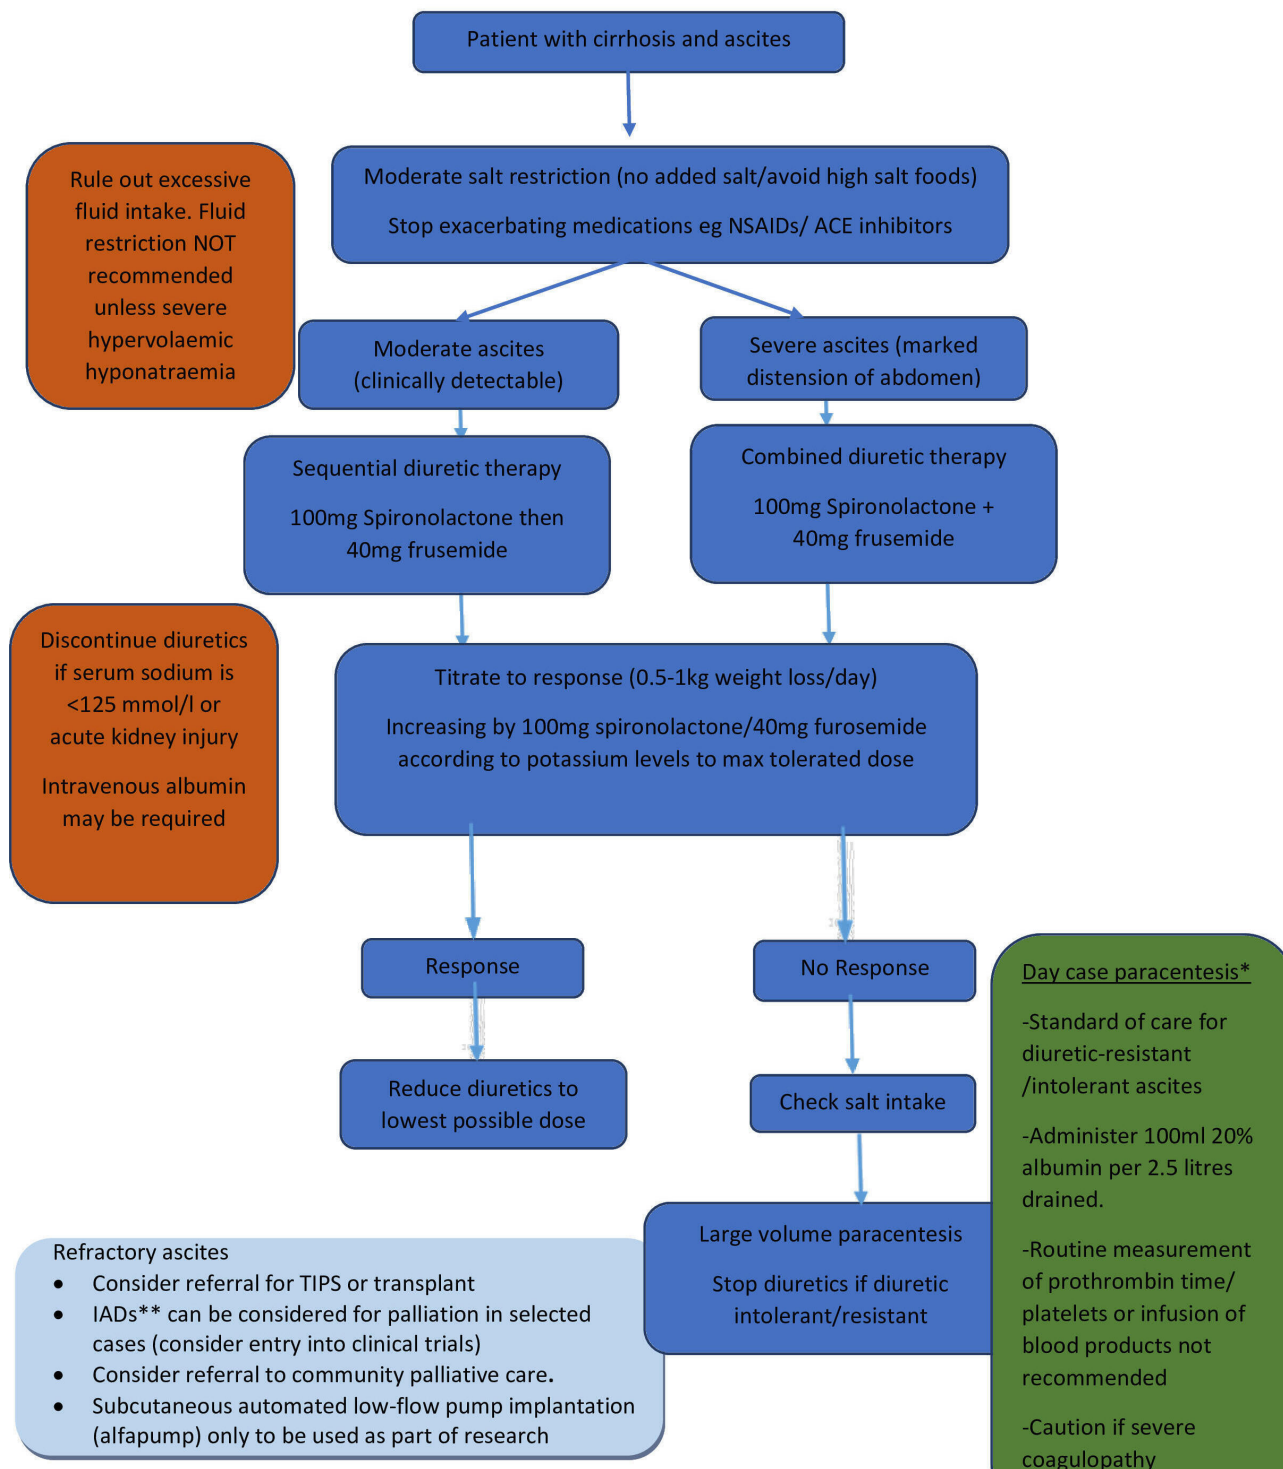 Patient with cirrhosis and ascites
Rule out excessive
fluid intake. Fluid
restriction NOT
recommended
unless severe
hypervolaemic
hyponatraemia
Moderate salt restriction (no added salt/avoid high salt foods)
Stop exacerbating medications eg NSAIDs/ ACE inhibitors
Moderate ascites
(clinically detectable)
Severe ascites (marked
distension of abdomen)
Sequential diuretic therapy
100mg Spironolactone then
40mg frusemide
Combined diuretic therapy
100mg Spironolactone +
40mg frusemide
Discontinue diuretics
if serum sodium is
<125 mmol/l or
acute kidney injury
Intravenous albumin
may be required
Titrate to response (0.5-1kg weight loss/day)
Increasing by 100mg spironolactone/40mg furosemide
according to potassium levels to max tolerated dose
Response
No Response
Reduce diuretics to
lowest possible dose
Check salt intake
Large volume paracentesis
Stop diuretics if diuretic
intolerant/resistant
Day case paracentesis*
-Standard of care for
diuretic-resistant
/intolerant ascites
-Administer 100ml 20%
albumin per 2.5 litres
drained.
-Routine measurement
of prothrombin time/
platelets or infusion of
blood products not
recommended
-Caution if severe
coagulopathy
Refractory ascites
• Consider referral for TIPS or transplant
• IADs** can be considered for palliation in selected
cases (consider entry into clinical trials)
• Consider referral to community palliative care.
• Subcutaneous automated low-flow pump implantation
(alfapump) only to be used as part of research